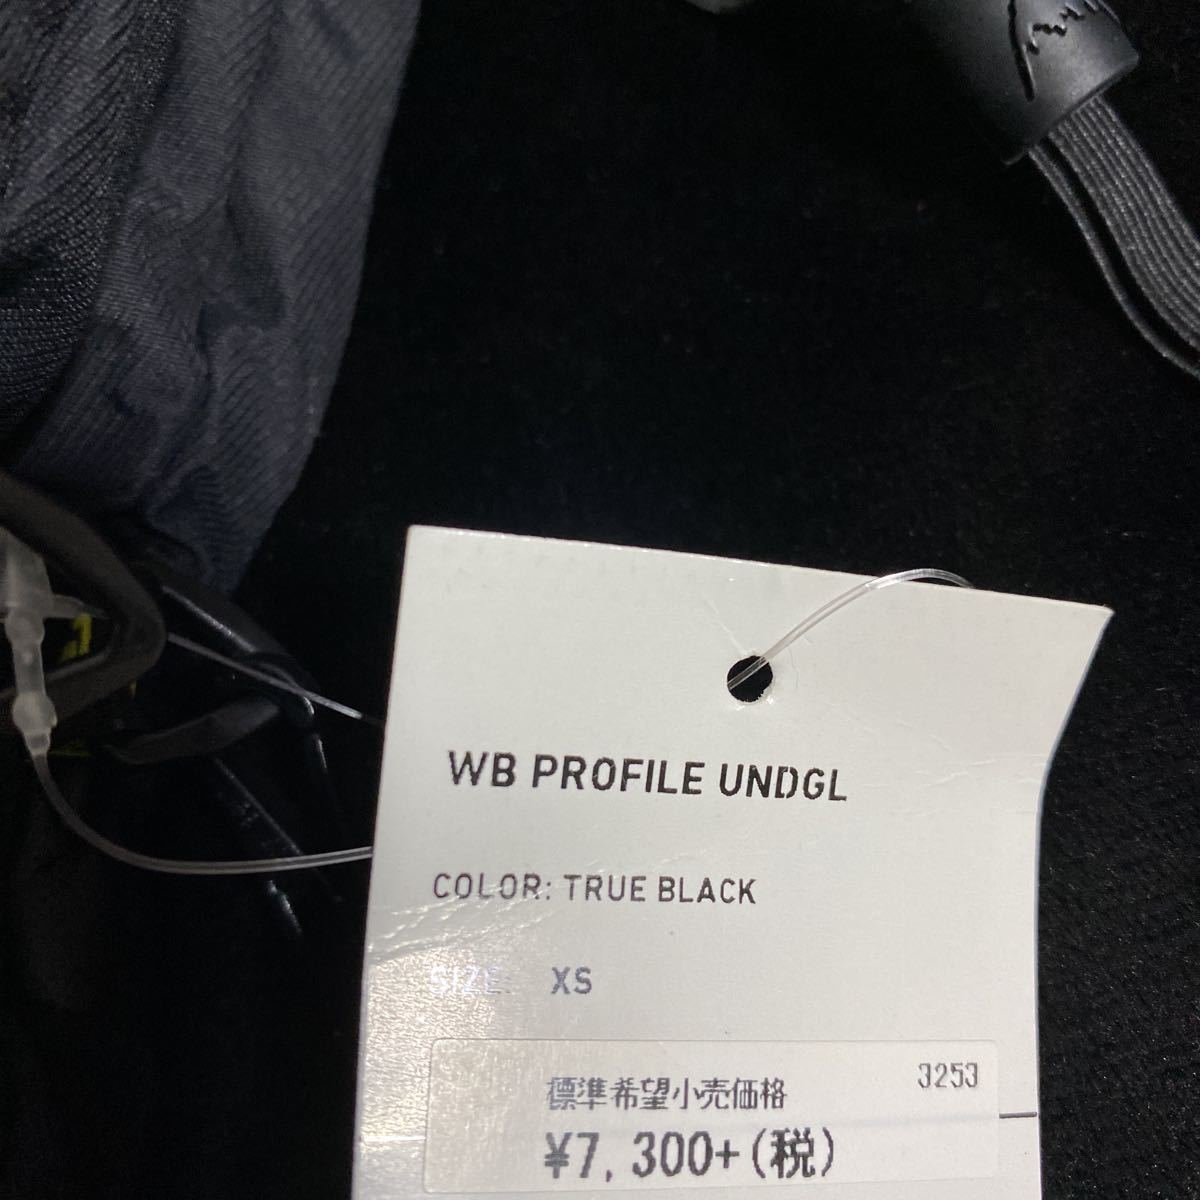 WB PROFILE UNDGL
COLOR: TRUE BLACK
SIZE: XS
3253
標準希望小売価格
¥7,300+(税)